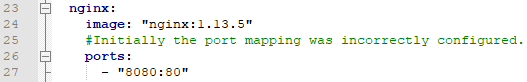 23 nginx:
24 image: "nginx:1.13.5"
25 #Initially the port mapping was incorrectly configured.
26 ports:
27 - "8080:80"